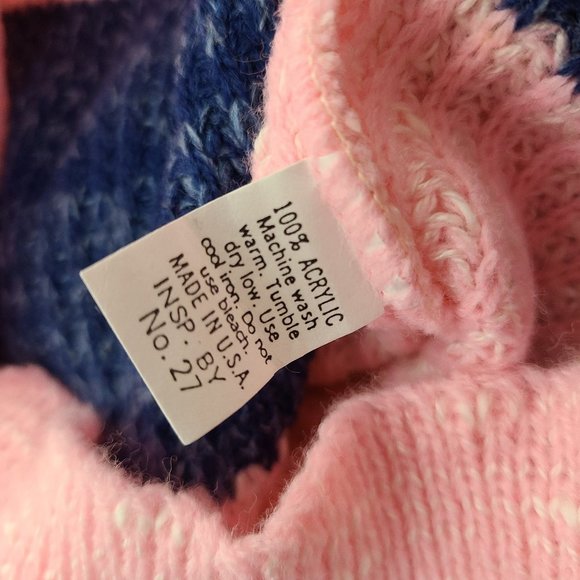 100% ACRYLIC
Machine wash
warm. Tumble
dry low. Use
cool iron. Do not
use bleach.
MADE IN U.S.A.
INSP. BY
No. 27